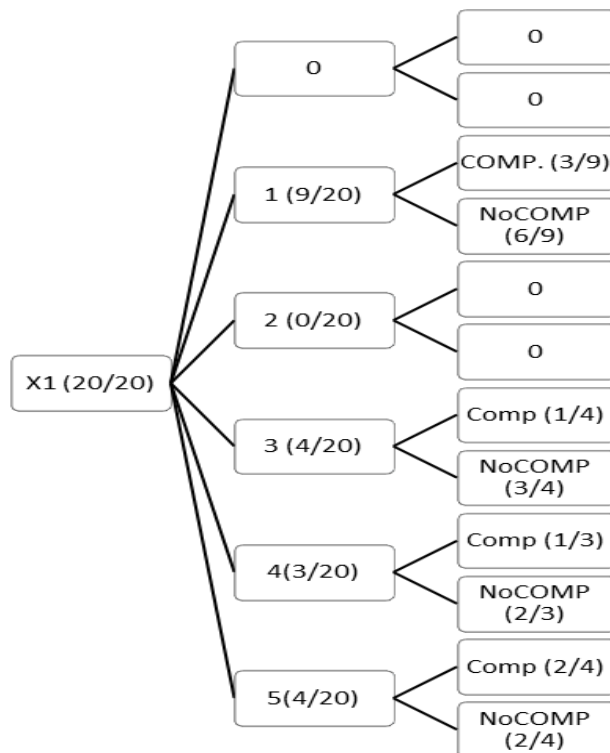 X1 (20/20)
0
0
0
1 (9/20)
COMP. (3/9)
NoCOMP
(6/9)
2 (0/20)
0
0
3 (4/20)
Comp (1/4)
NoCOMP
(3/4)
4(3/20)
Comp (1/3)
NoCOMP
(2/3)
5(4/20)
Comp (2/4)
NoCOMP
(2/4)